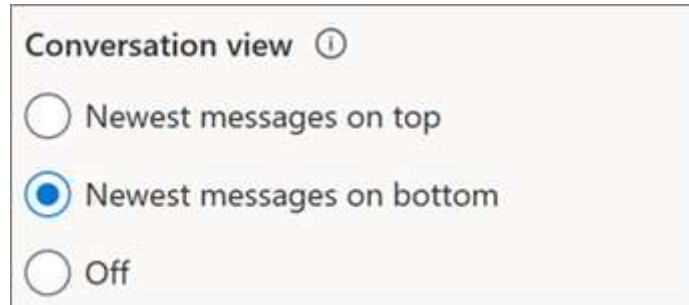 Conversation view
Newest messages on top
Newest messages on bottom
Off